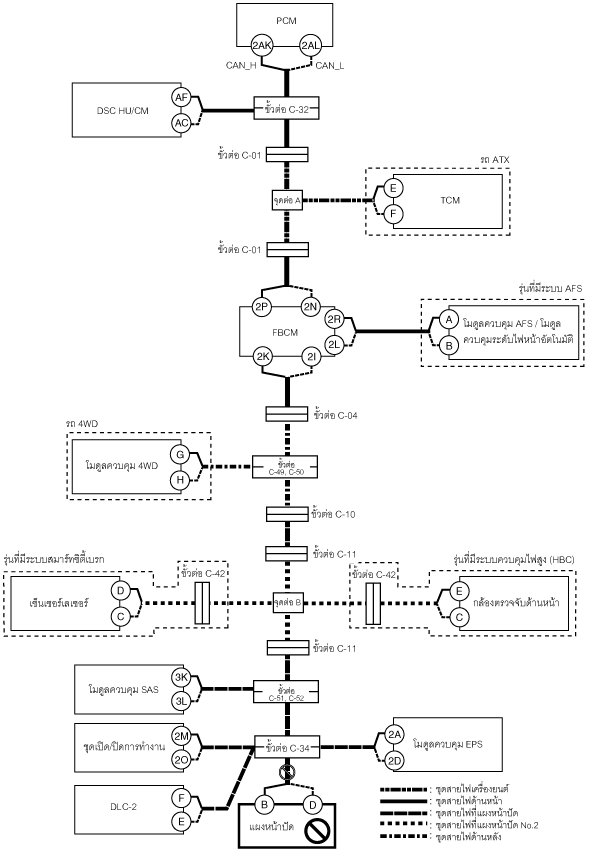 PCM
2AK
2AL
CAN_H
CAN_L
DSC HU/CM
AF
AC
ขั้วต่อ C-32
ขั้วต่อ C-01
รถ ATX
จุดต่อ A
E
F
TCM
ขั้วต่อ C-01
รุ่นที่มีระบบ AFS
2P
2N
2R
FBCM
2L
2K
2I
A
B
โมดูลควบคุม AFS / โมดูล
ควบคุมระดับไฟหน้าอัตโนมัติ
ขั้วต่อ C-04
รถ 4WD
โมดูลควบคุม 4WD
G
H
ขั้วต่อ
C-49, C-50
ขั้วต่อ C-10
ขั้วต่อ C-11
รุ่นที่มีระบบสมาร์ทซิตี้เบรก
รุ่นที่มีระบบควบคุมไฟสูง (HBC)
ขั้วต่อ C-42
ขั้วต่อ C-42
เซ็นเซอร์เลเซอร์
D
C
จุดต่อ B
E
C
กล้องตรวจจับด้านหน้า
ขั้วต่อ C-11
โมดูลควบคุม SAS
3K
3L
ขั้วต่อ
C-51, C-52
ชุดเปิด/ปิดการทำงาน
2M
2O
ขั้วต่อ C-34
2A
2D
โมดูลควบคุม EPS
DLC-2
F
E
B
D
แผงหน้าปัด
: ชุดสายไฟเครื่องยนต์
: ชุดสายไฟด้านหน้า
: ชุดสายไฟที่แผงหน้าปัด
: ชุดสายไฟที่แผงหน้าปัด No.2
: ชุดสายไฟด้านหลัง